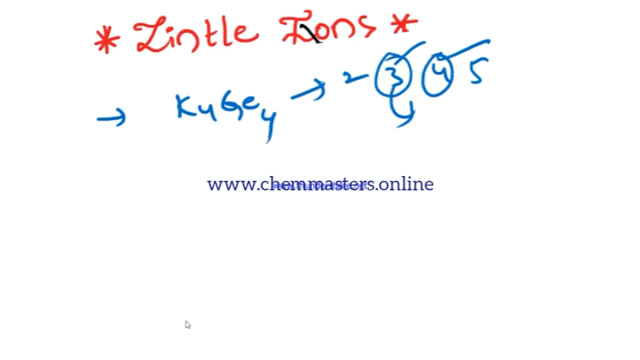 * Zintle Ions *
→ K4Ge4 → 2 3 4 5
www.chemmasters.online